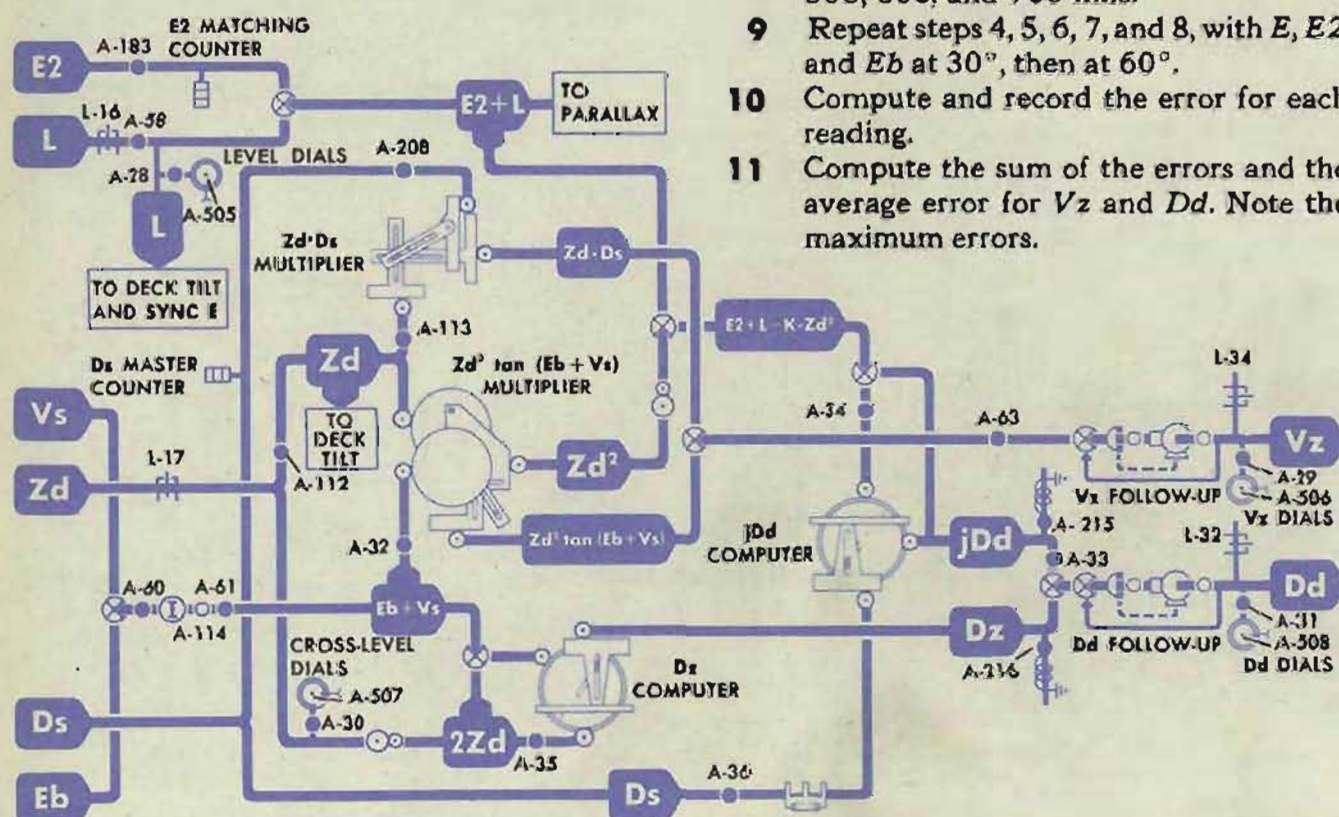 9 Repeat steps 4, 5, 6, 7, and 8, with E, E2
and Eb at 30°, then at 60°.
10 Compute and record the error for each
reading.
11 Compute the sum of the errors and the
average error for Vz and Dd. Note the
maximum errors.
E2 MATCHING
COUNTER
A-183
E2
L-16 A-58
L
LEVEL DIALS
A-28
A-505
L
TO DECK TILT
AND SYNC E
E2+L
TO
PARALLAX
A-208
Zd·Ds
MULTIPLIER
Zd·Ds
A-113
Ds MASTER
COUNTER
Zd
TO
DECK
TILT
Zd² tan (Eb + Vs)
MULTIPLIER
E2+L-K·Zd²
Vs
L-17
Zd
A-112
Zd²
A-34
A-63
L-34
Vz
A-29
A-506
Vz DIALS
Vz FOLLOW-UP
A-32
Zd² tan (Eb + Vs)
jDd
COMPUTER
jDd
A-215
A-33
L-32
A-60 A-61
A-114
Eb + Vs
Dz
Dd
A-31
A-508
Dd DIALS
Dd FOLLOW-UP
A-216
CROSS-LEVEL
DIALS
A-507
A-30
Dz
COMPUTER
2Zd
A-35
Ds
A-36
Ds
Eb